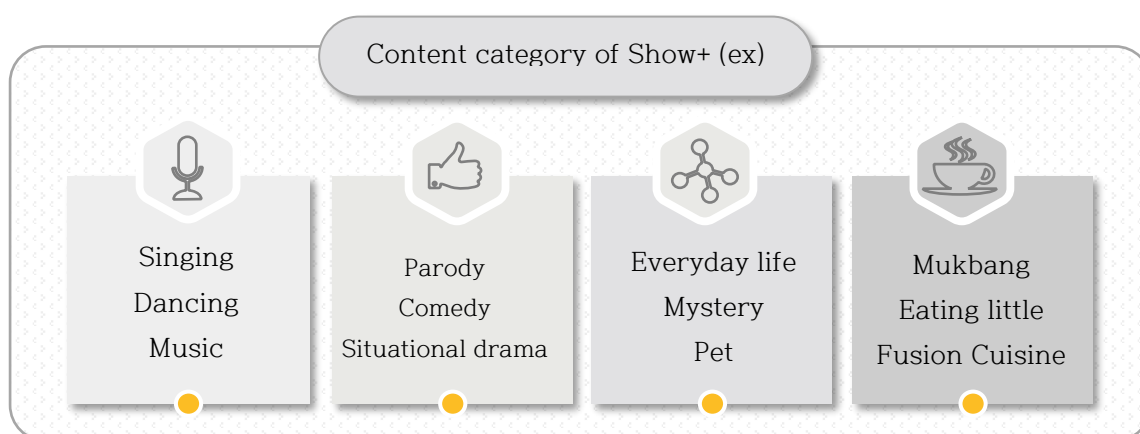 Content category of Show+ (ex)
Singing
Dancing
Music
Parody
Comedy
Situational drama
Everyday life
Mystery
Pet
Mukbang
Eating little
Fusion Cuisine